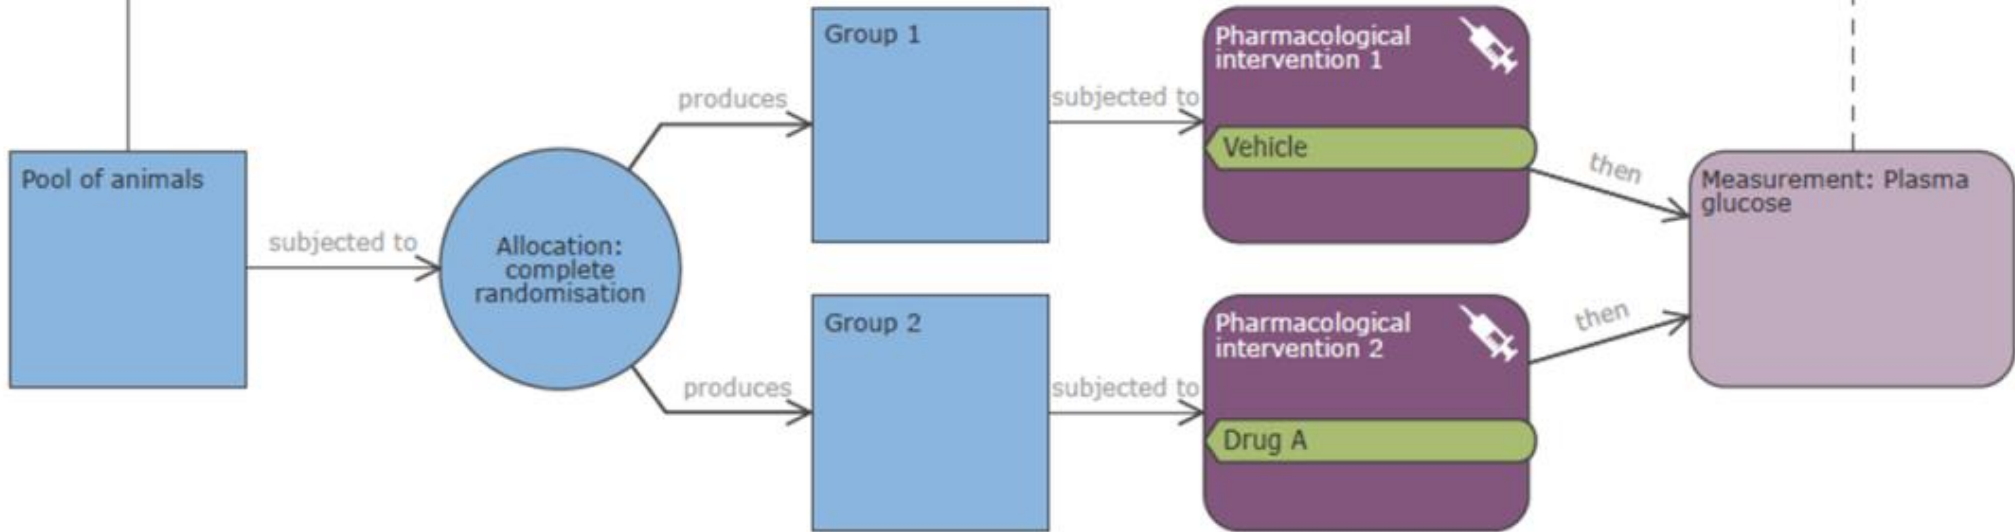 Pool of animals
subjected to
Allocation:
complete
randomisation
produces
Group 1
subjected to
Pharmacological
intervention 1
Vehicle
then
produces
Group 2
subjected to
Pharmacological
intervention 2
Drug A
then
Measurement: Plasma
glucose